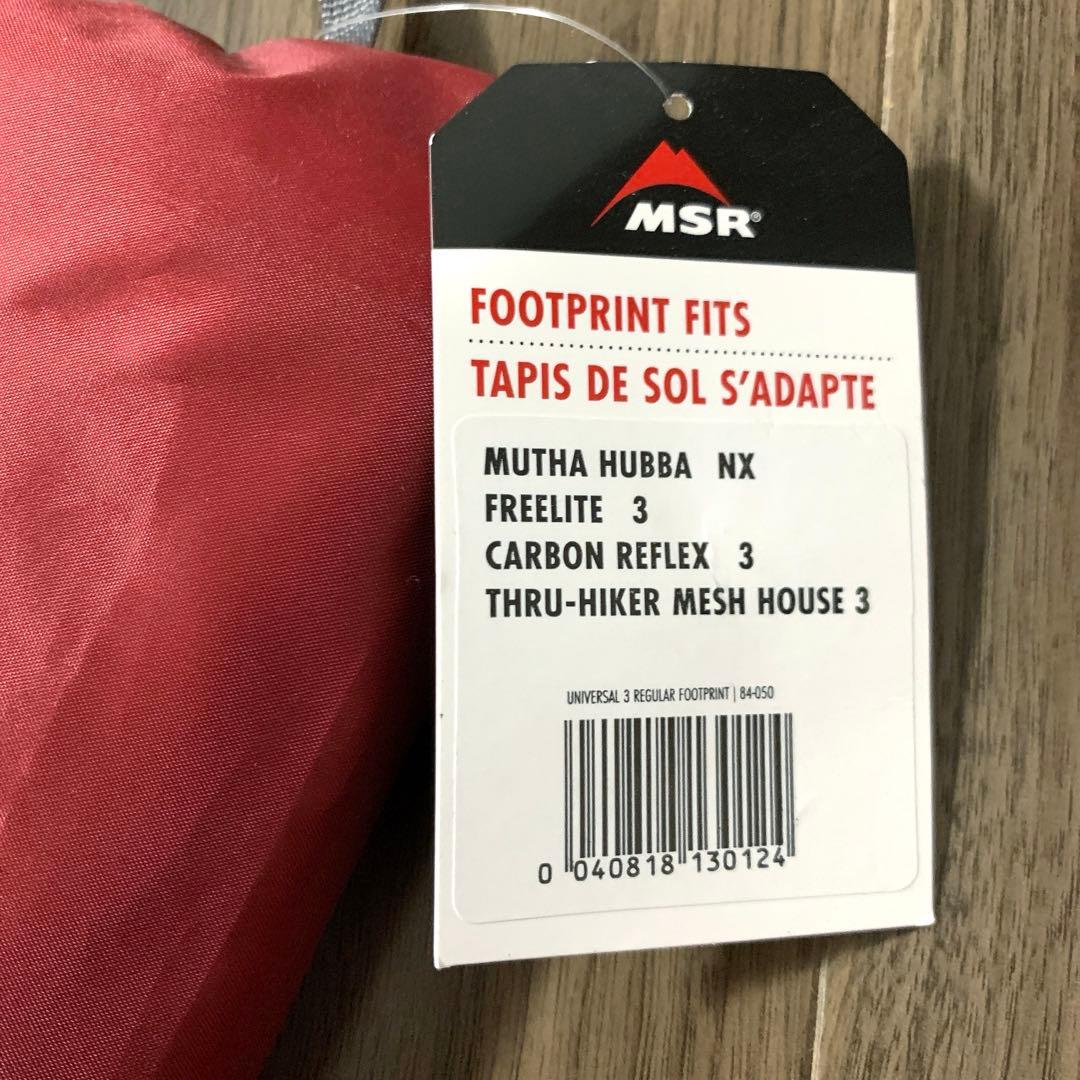 MSR®
FOOTPRINT FITS
TAPIS DE SOL S'ADAPTE
MUTHA HUBBA NX
FREELITE 3
CARBON REFLEX 3
THRU-HIKER MESH HOUSE 3
UNIVERSAL 3 REGULAR FOOTPRINT | 84-050
0 040818 130124